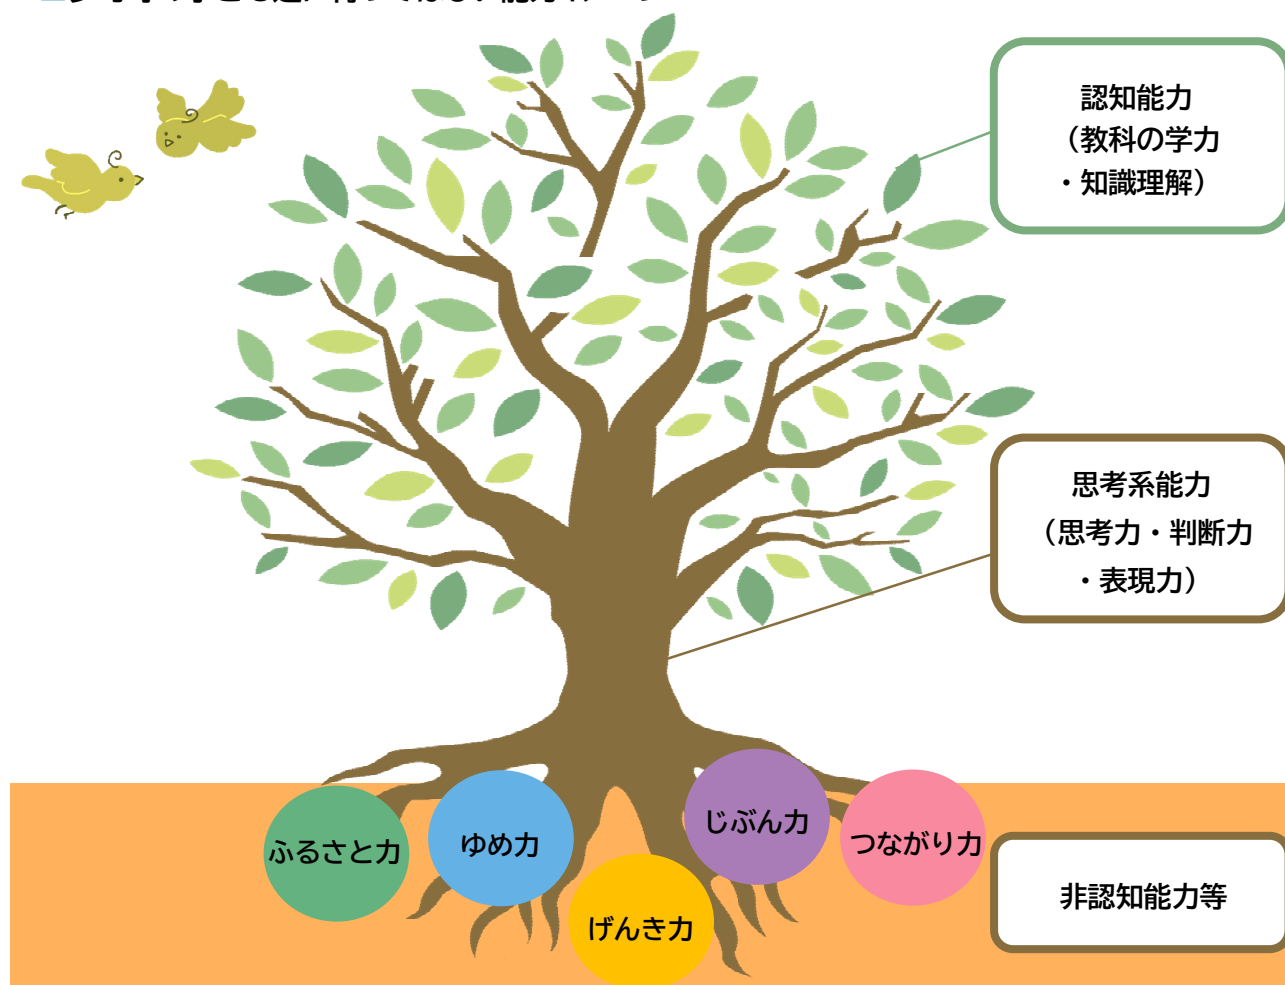 認知能力
（教科の学力
・知識理解）
思考系能力
（思考力・判断力
・表現力）
ふるさと力
ゆめ力
げんき力
じぶん力
つながり力
非認知能力等